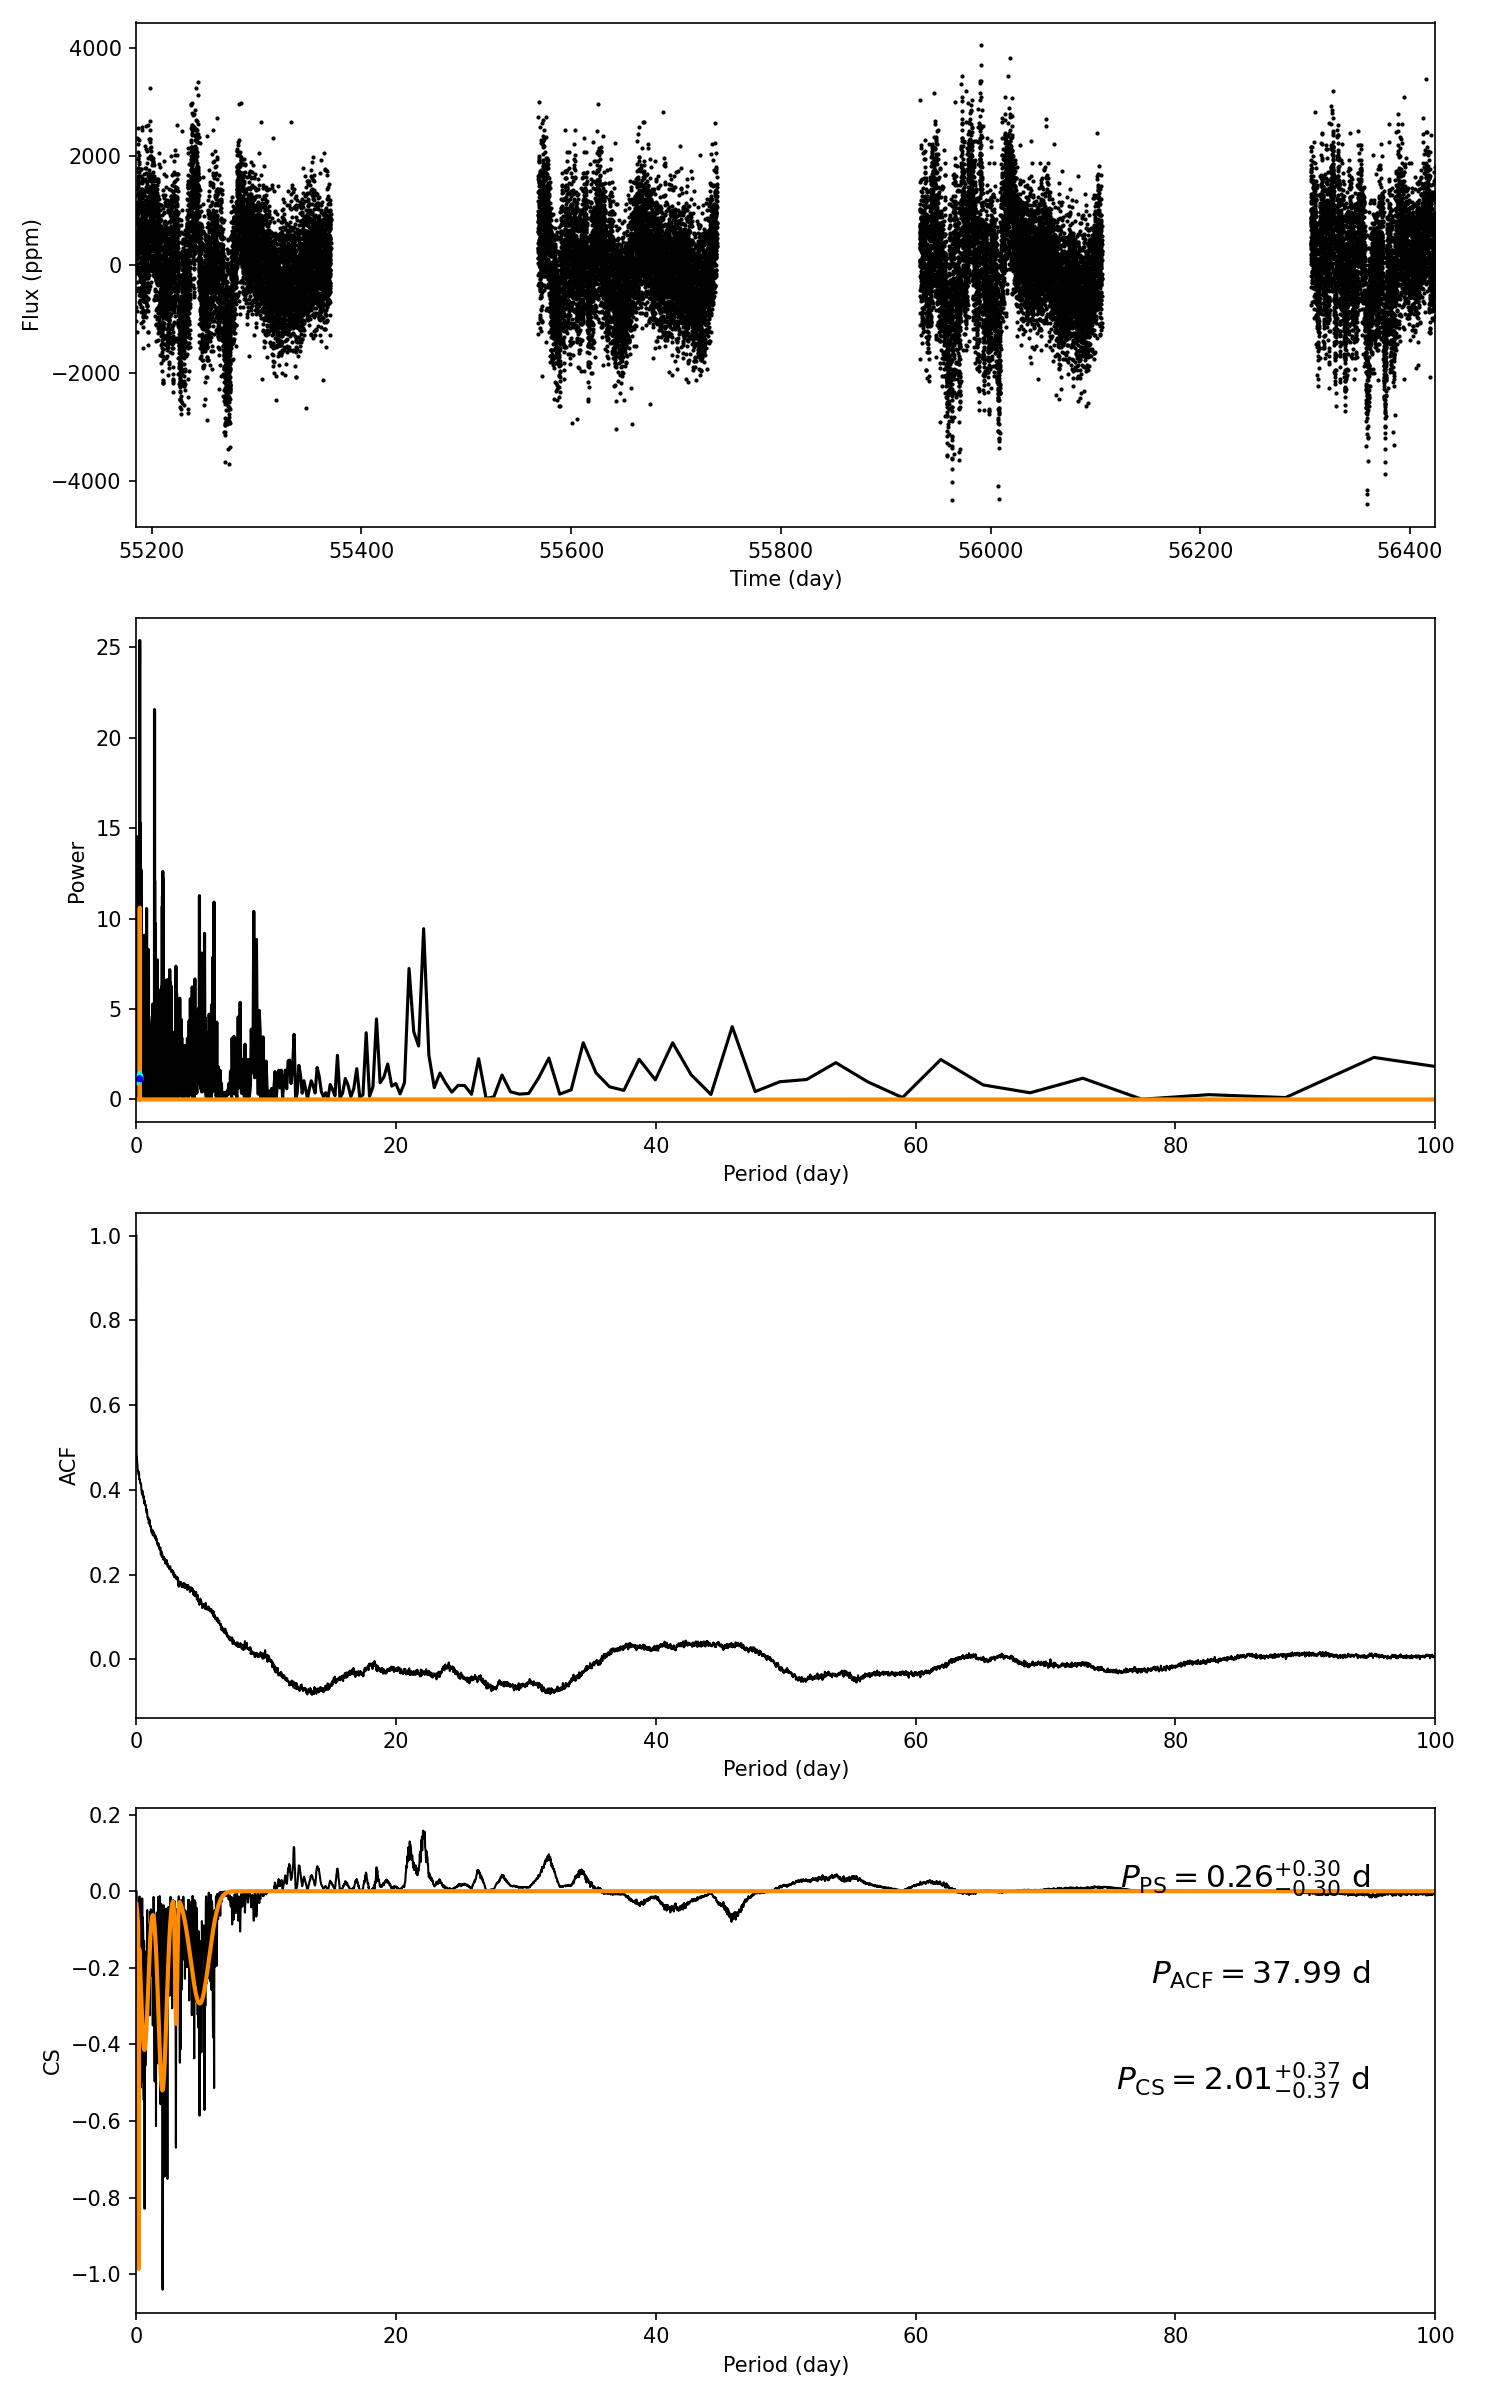 4000
2000
0
−2000
−4000
Flux (ppm)
55200 55400 55600 55800 56000 56200 56400
Time (day)
25
20
15
10
5
0
Power
0 20 40 60 80 100
Period (day)
1.0
0.8
0.6
0.4
0.2
0.0
ACF
0 20 40 60 80 100
Period (day)
0.2
0.0
−0.2
−0.4
−0.6
−0.8
−1.0
CS
P_PS = 0.26^{+0.30}_{−0.30} d
P_ACF = 37.99 d
P_CS = 2.01^{+0.37}_{−0.37} d
0 20 40 60 80 100
Period (day)